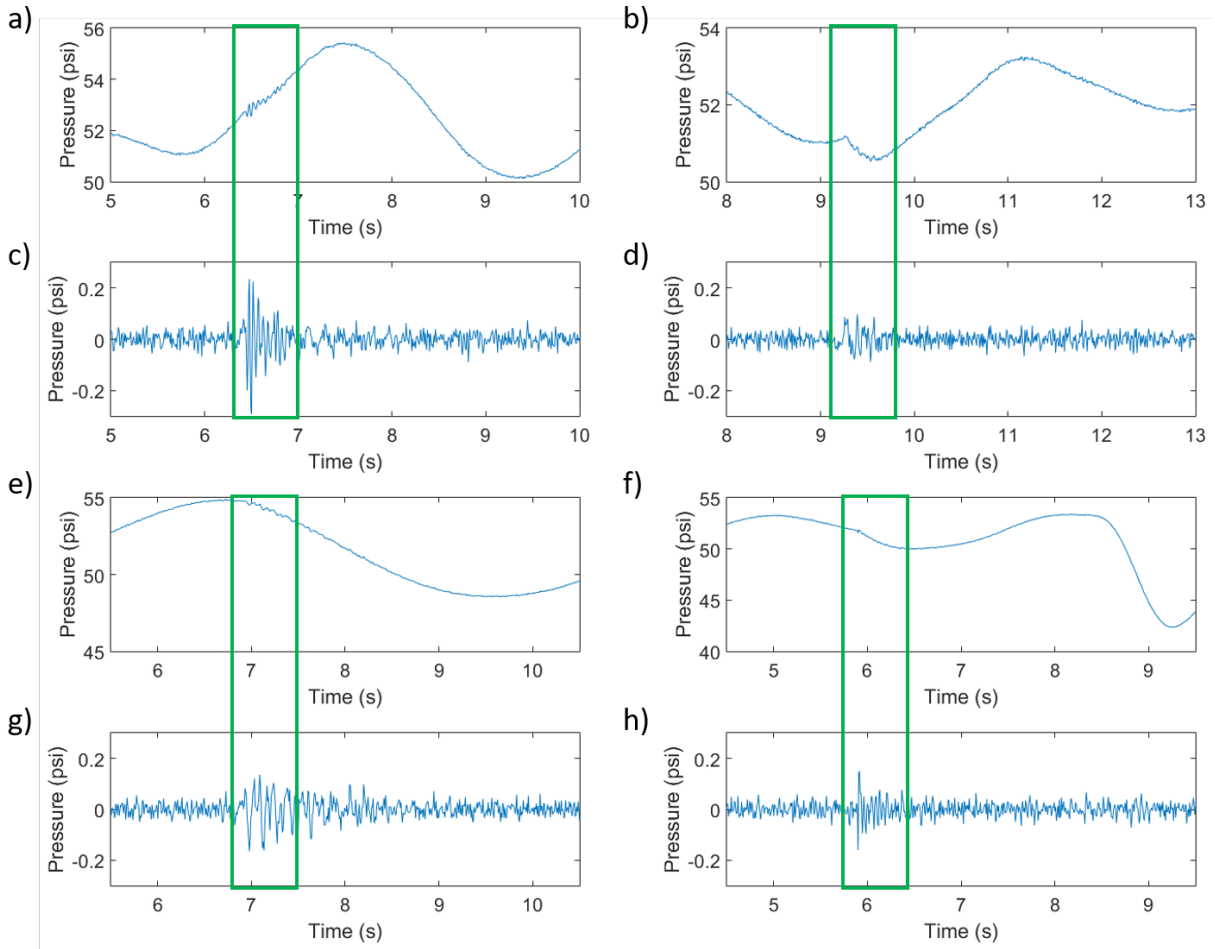 a)
56
54
52
50
Pressure (psi)
5 6 7 8 9 10
Time (s)
b)
54
52
50
Pressure (psi)
8 9 10 11 12 13
Time (s)
c)
0.2
0
-0.2
Pressure (psi)
5 6 7 8 9 10
Time (s)
d)
0.2
0
-0.2
Pressure (psi)
8 9 10 11 12 13
Time (s)
e)
55
50
45
Pressure (psi)
6 7 8 9 10
Time (s)
f)
55
50
45
40
Pressure (psi)
5 6 7 8 9
Time (s)
g)
0.2
0
-0.2
Pressure (psi)
6 7 8 9 10
Time (s)
h)
0.2
0
-0.2
Pressure (psi)
5 6 7 8 9
Time (s)